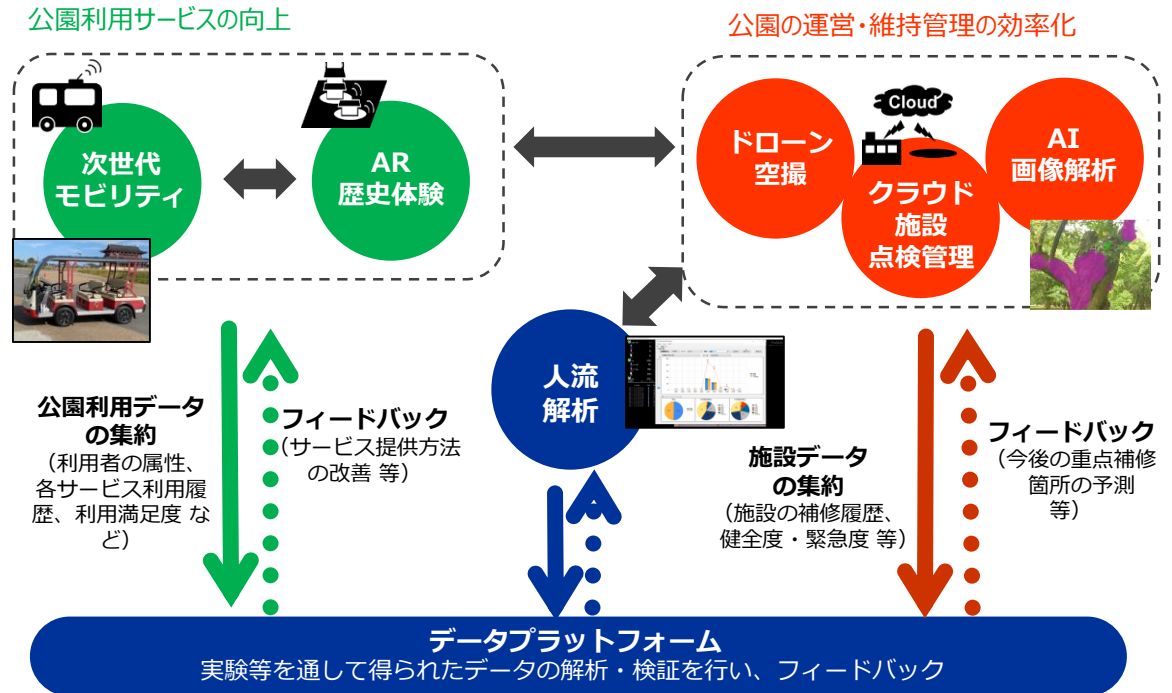 公園利用サービスの向上
公園の運営・維持管理の効率化
次世代
モビリティ
AR
歴史体験
ドローン
空撮
Cloud
クラウド
施設
点検管理
AI
画像解析
人流
解析
公園利用データ
の集約
（利用者の属性、
各サービス利用履
歴、利用満足度 な
ど）
フィードバック
（サービス提供方法
の改善 等）
施設データ
の集約
（施設の補修履歴、
健全度・緊急度 等）
フィードバック
（今後の重点補修
箇所の予測
等）
データプラットフォーム
実験等を通して得られたデータの解析・検証を行い、フィードバック